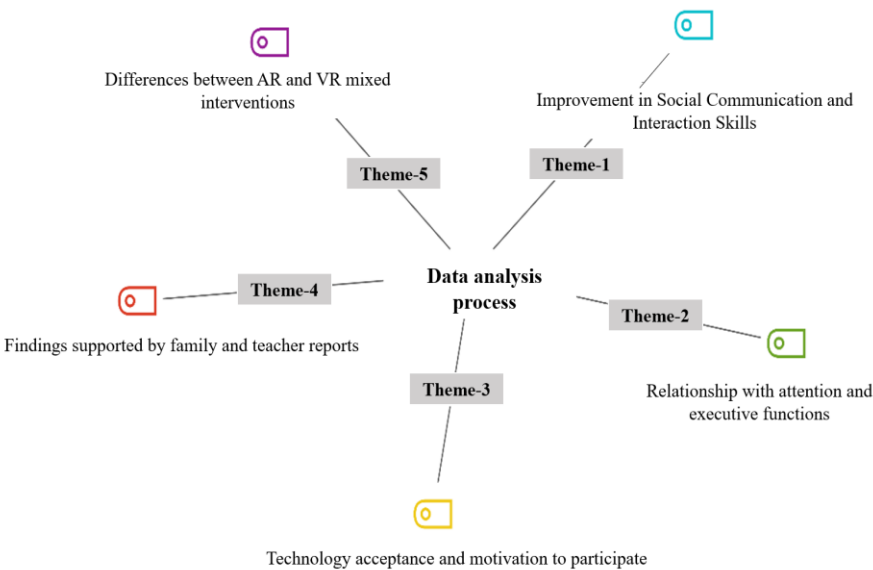 Differences between AR and VR mixed
interventions
Improvement in Social Communication and
Interaction Skills
Theme-5
Theme-1
Data analysis
process
Theme-4
Theme-2
Findings supported by family and teacher reports
Theme-3
Relationship with attention and
executive functions
Technology acceptance and motivation to participate